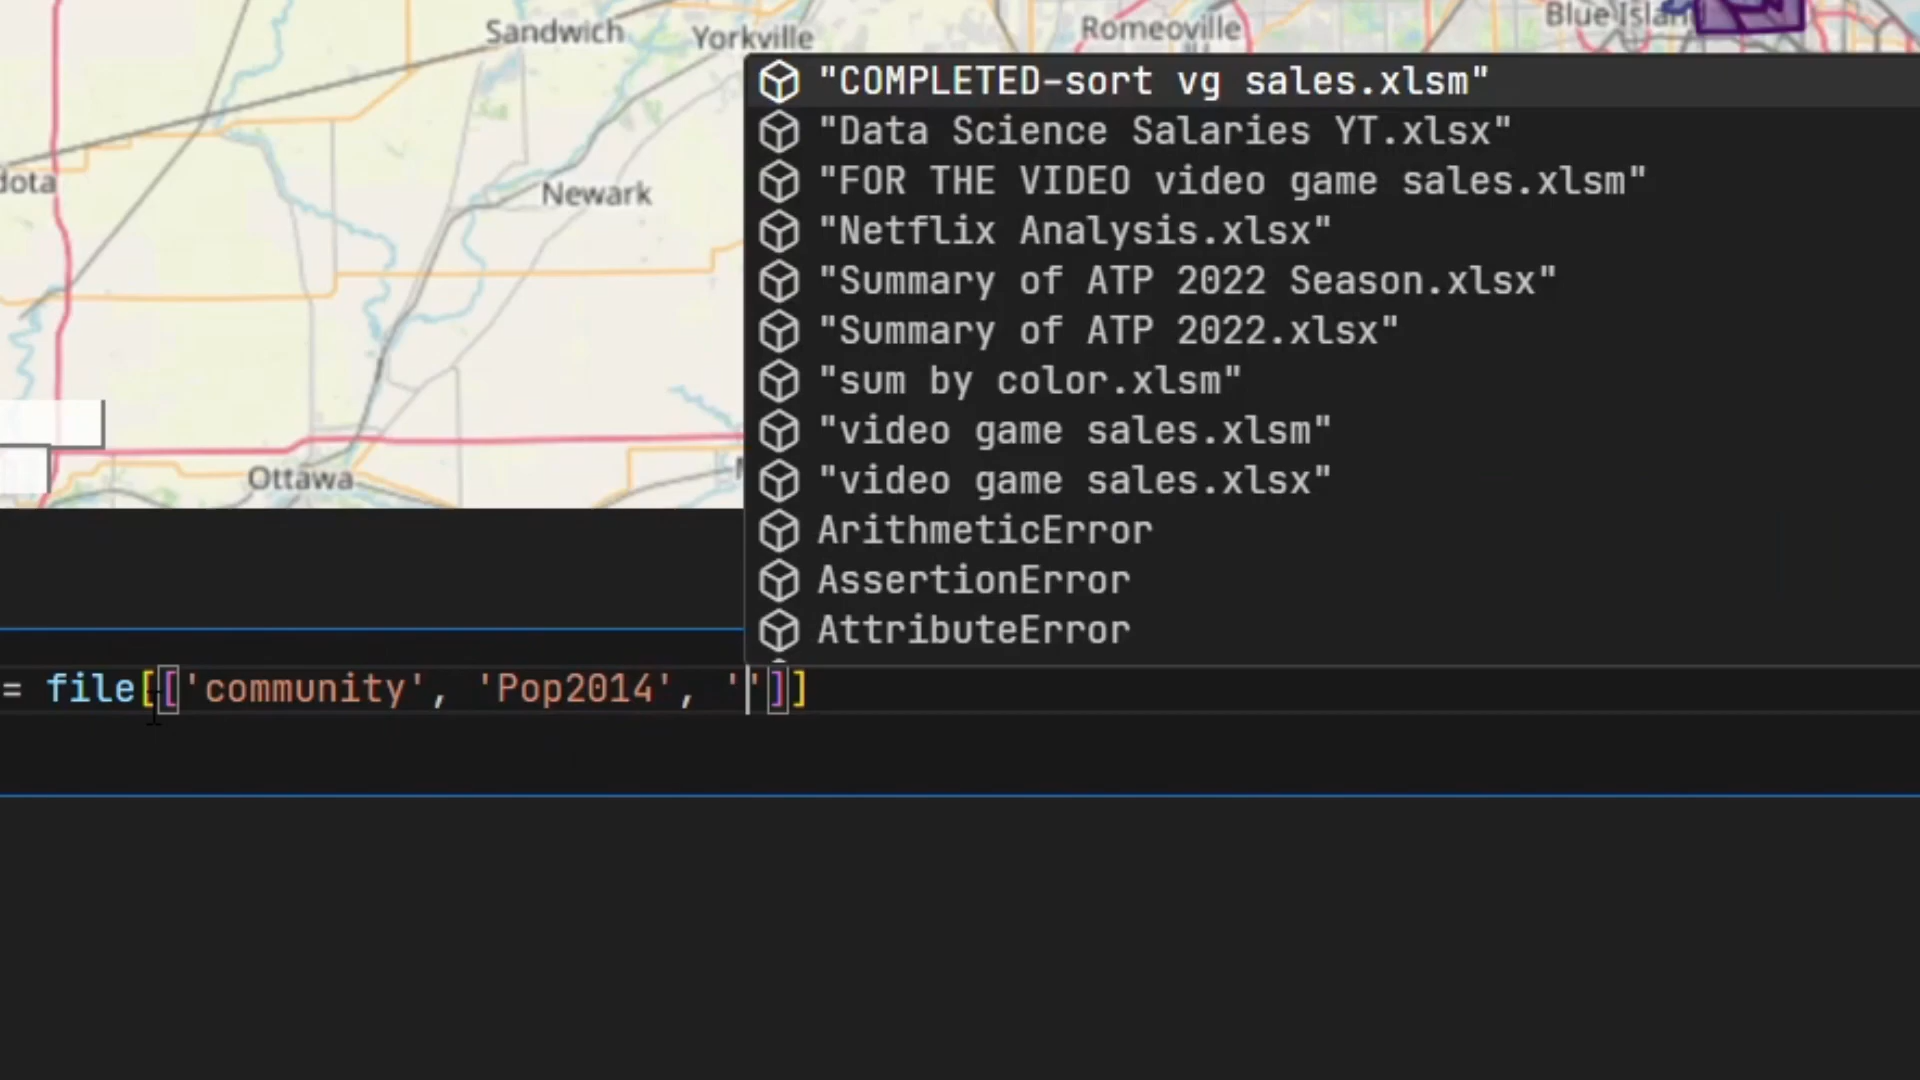 Sandwich
Yorkville
Romeoville
Blue Islan
"COMPLETED-sort vg sales.xlsm"
"Data Science Salaries YT.xlsx"
dota
Newark
"FOR THE VIDEO video game sales.xlsm"
"Netflix Analysis.xlsx"
"Summary of ATP 2022 Season.xlsx"
"Summary of ATP 2022.xlsx"
"sum by color.xlsm"
"video game sales.xlsm"
Ottawa
"video game sales.xlsx"
ArithmeticError
AssertionError
AttributeError
= file[['community', 'Pop2014', '']]